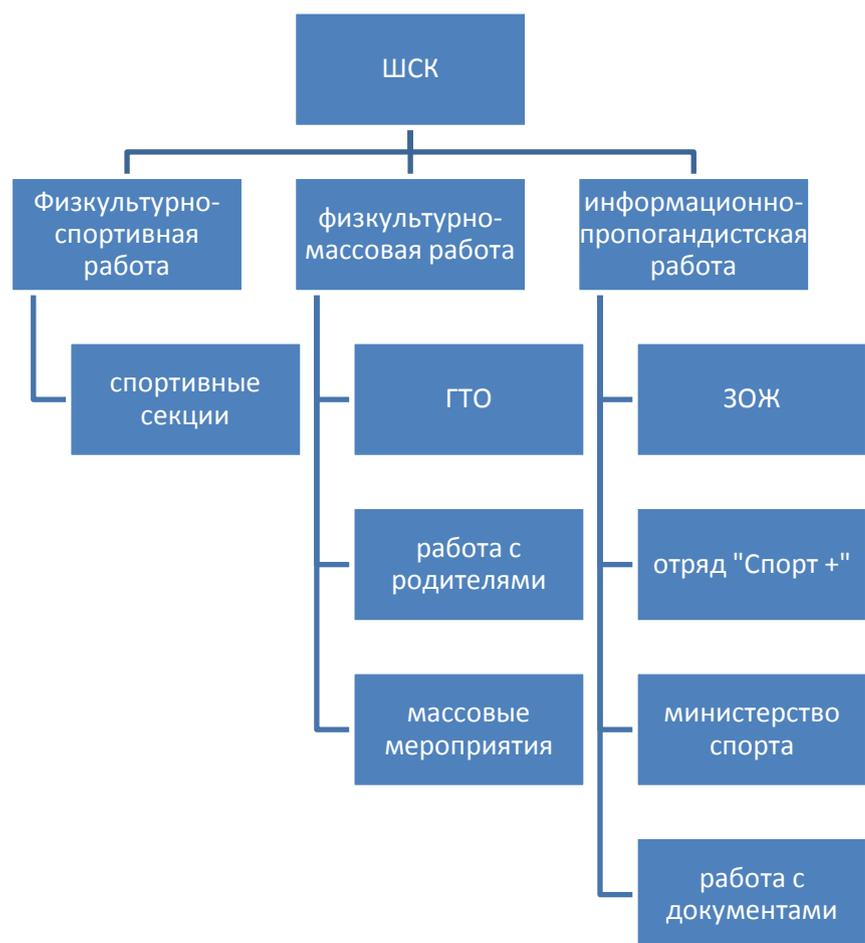 ШСК
Физкультурно-
спортивная
работа
физкультурно-
массовая работа
информационно-
пропогандистская
работа
спортивные
секции
ГТО
ЗОЖ
работа с
родителями
отряд "Спорт +"
массовые
мероприятия
министерство
спорта
работа с
документами